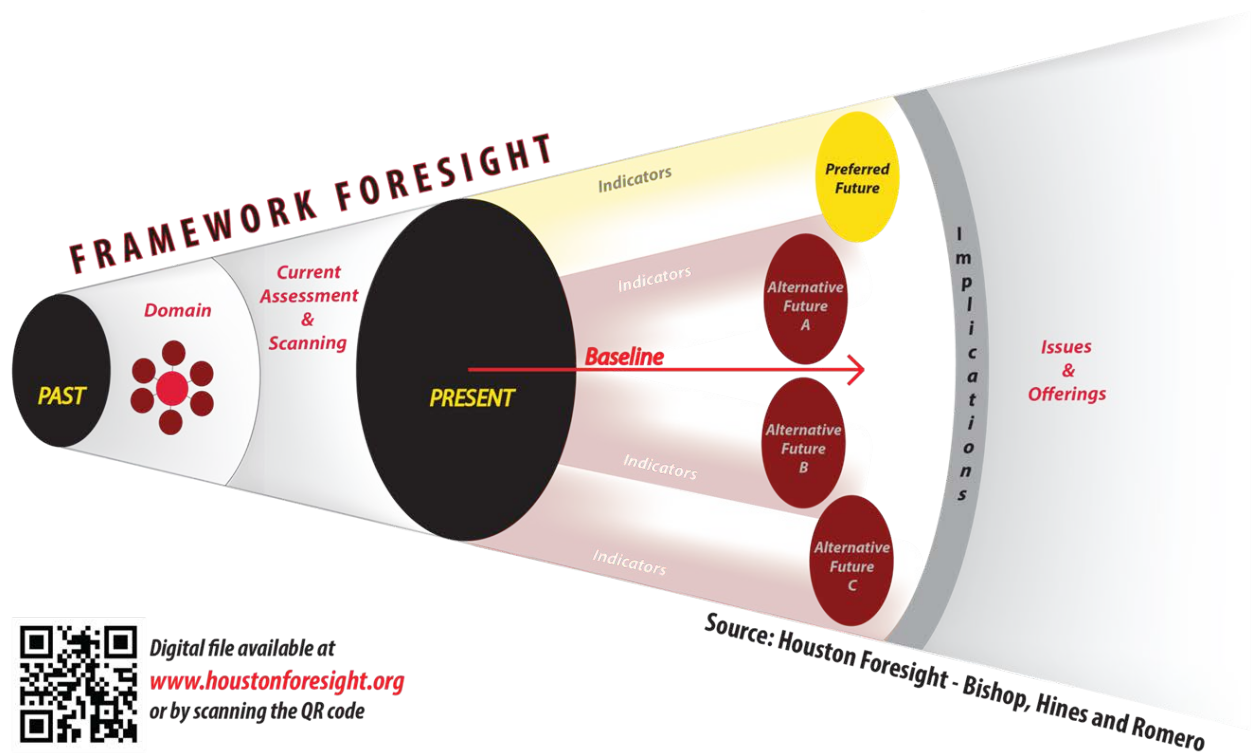 FRAMEWORK FORESIGHT
PAST
Domain
Current
Assessment
&
Scanning
PRESENT
Indicators
Preferred
Future
Indicators
Alternative
Future
A
Baseline
Indicators
Alternative
Future
B
Indicators
Alternative
Future
C
Implications
Issues
&
Offerings
Source: Houston Foresight - Bishop, Hines and Romero
Digital file available at
www.houstonforesight.org
or by scanning the QR code